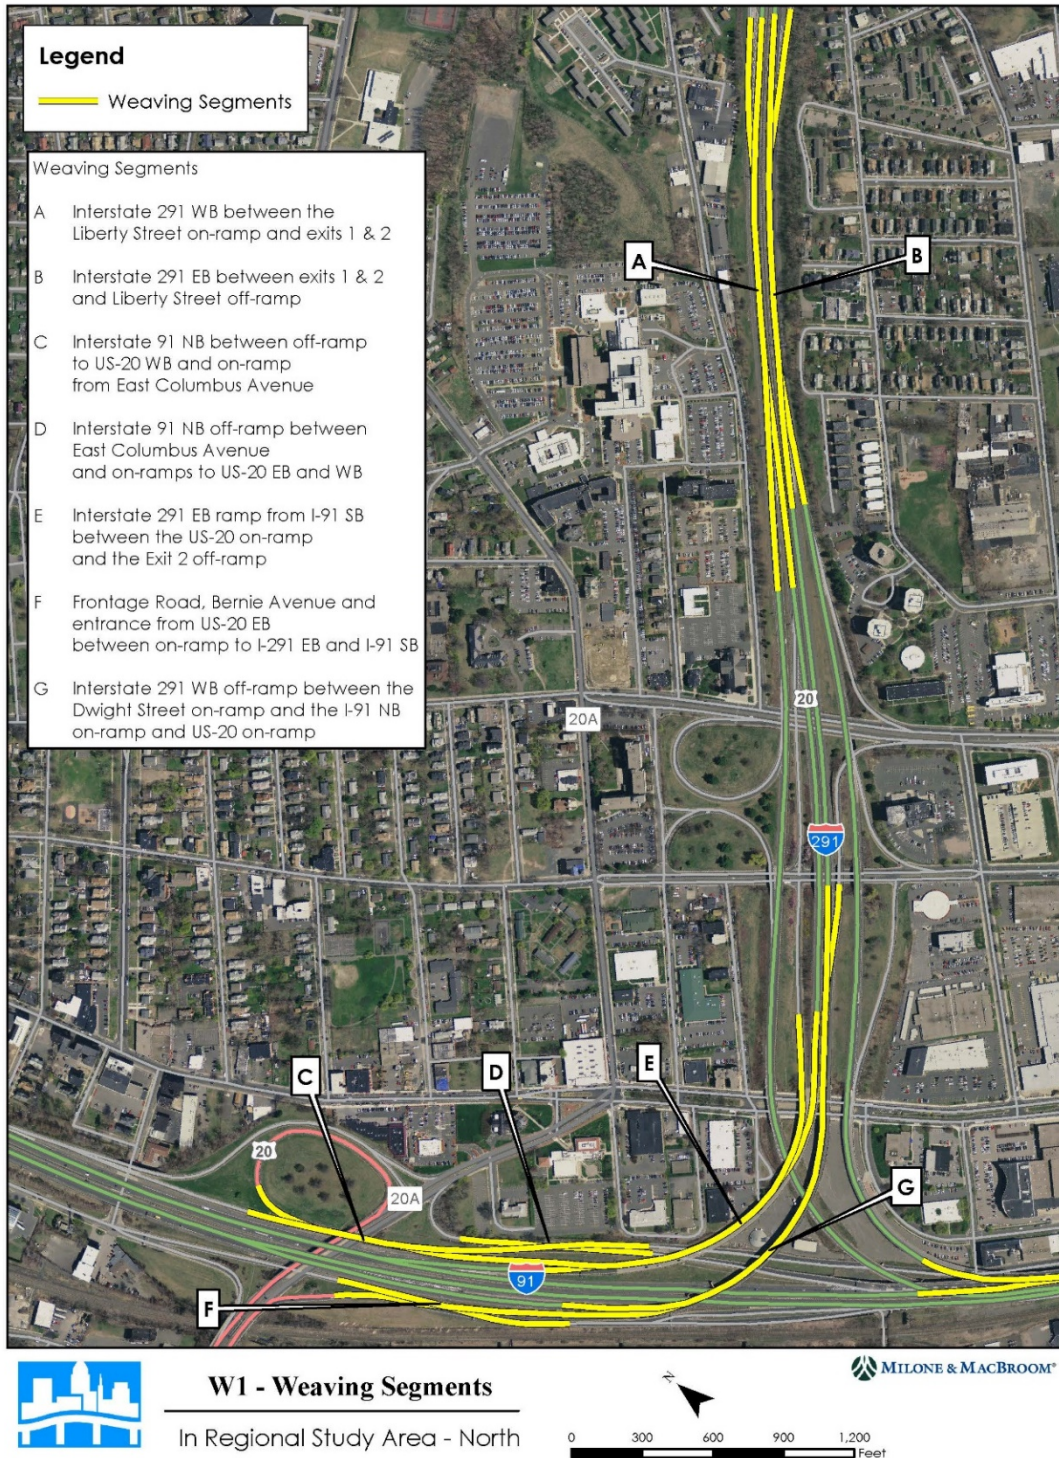 Legend
Weaving Segments
Weaving Segments
A Interstate 291 WB between the
Liberty Street on-ramp and exits 1 & 2
B Interstate 291 EB between exits 1 & 2
and Liberty Street off-ramp
C Interstate 91 NB between off-ramp
to US-20 WB and on-ramp
from East Columbus Avenue
D Interstate 91 NB off-ramp between
East Columbus Avenue
and on-ramps to US-20 EB and WB
E Interstate 291 EB ramp from I-91 SB
between the US-20 on-ramp
and the Exit 2 off-ramp
F Frontage Road, Bernie Avenue and
entrance from US-20 EB
between on-ramp to I-291 EB and I-91 SB
G Interstate 291 WB off-ramp between the
Dwight Street on-ramp and the I-91 NB
on-ramp and US-20 on-ramp
A
B
20
20A
291
C
D
E
20
20A
G
91
F
W1 - Weaving Segments
In Regional Study Area - North
N
MILONE & MACBROOM®
0 300 600 900 1,200
Feet